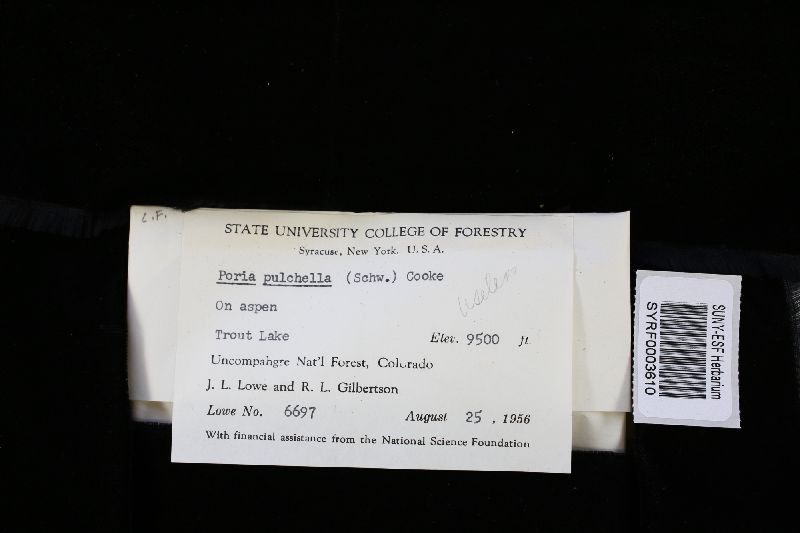 L.F.
STATE UNIVERSITY COLLEGE OF FORESTRY
Syracuse, New York. U. S. A.
Poria pulchella (Schw.) Cooke
useless
On aspen
Trout Lake Elev. 9500 ft.
Uncompahgre Nat'l Forest, Colorado
J. L. Lowe and R. L. Gilbertson
Lowe No. 6697 August 25 , 1956
With financial assistance from the National Science Foundation
SUNY-ESF Herbarium
SYRF0003610